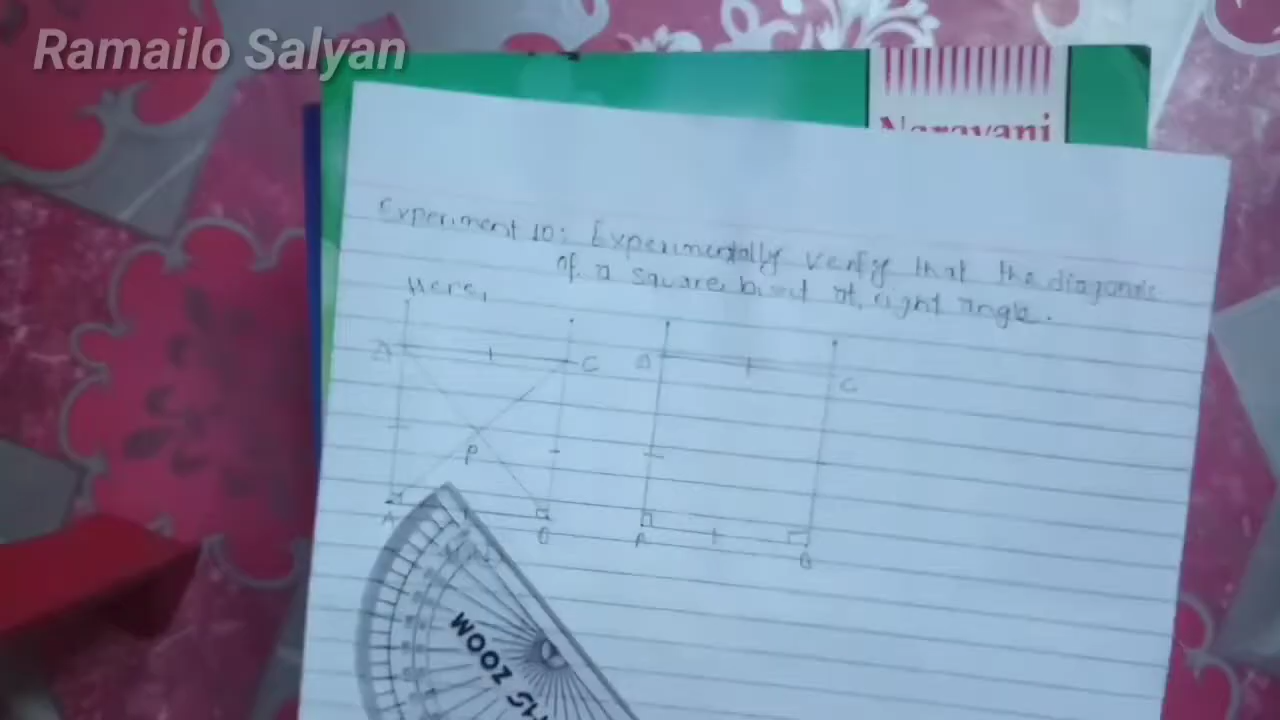 Ramailo Salyan
Narayani
Experiment 10: Experimentally verify that the diagonals
of a square bisect at right angle.
Here,
D C D C
P
A B A B
ZOOM